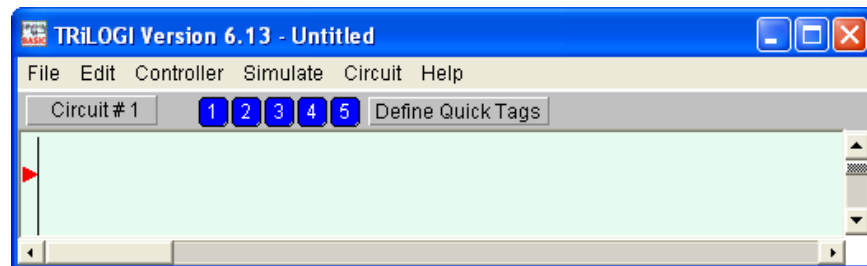 TRiLOGI Version 6.13 - Untitled
File Edit Controller Simulate Circuit Help
Circuit # 1 1 2 3 4 5 Define Quick Tags